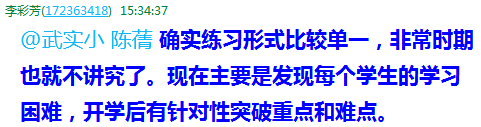 李彩芳(172363418) 15:34:37
@武实小 陈蒨 确实练习形式比较单一，非常时期
也就不讲究了。现在主要是发现每个学生的学习
困难，开学后有针对性突破重点和难点。